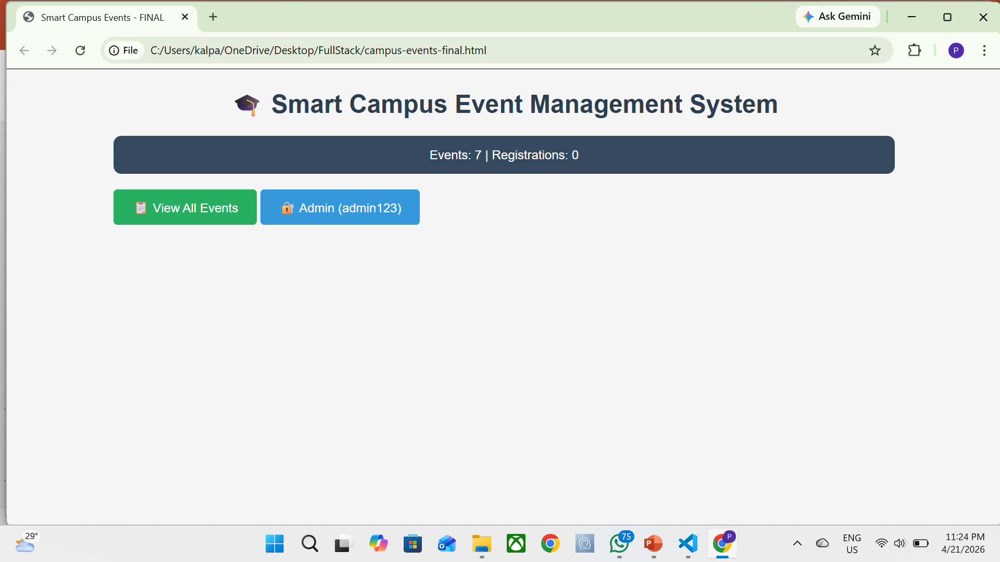 Smart Campus Events - FINAL
Ask Gemini
File
C:/Users/kalpa/OneDrive/Desktop/FullStack/campus-events-final.html
P
Smart Campus Event Management System
Events: 7 | Registrations: 0
View All Events
Admin (admin123)
29°
75
P
P
ENG
US
11:24 PM
4/21/2026